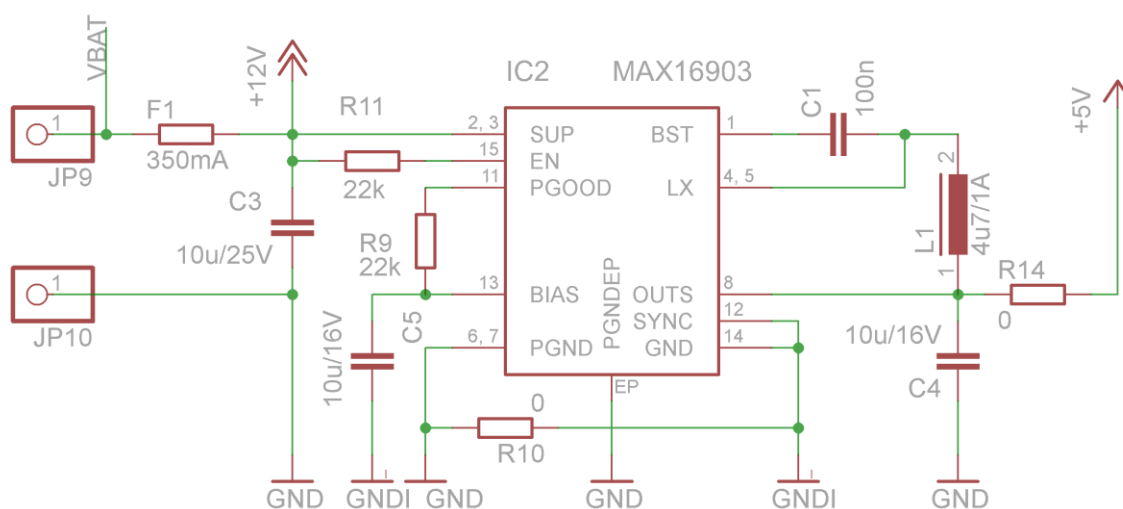 VBAT
+12V
IC2
MAX16903
C1
100n
+5V
F1
R11
1
350mA
JP9
2, 3
SUP
BST
1
15
EN
22k
11
PGOOD
LX
4, 5
2
L1
4u7/1A
1
C3
10u/25V
R9
22k
1
JP10
13
BIAS
OUTS
8
R14
0
C5
10u/16V
6, 7
PGND
PGNDEP
SYNC
12
GND
14
10u/16V
C4
EP
0
R10
GND
GNDI
GND
GND
GNDI
GND